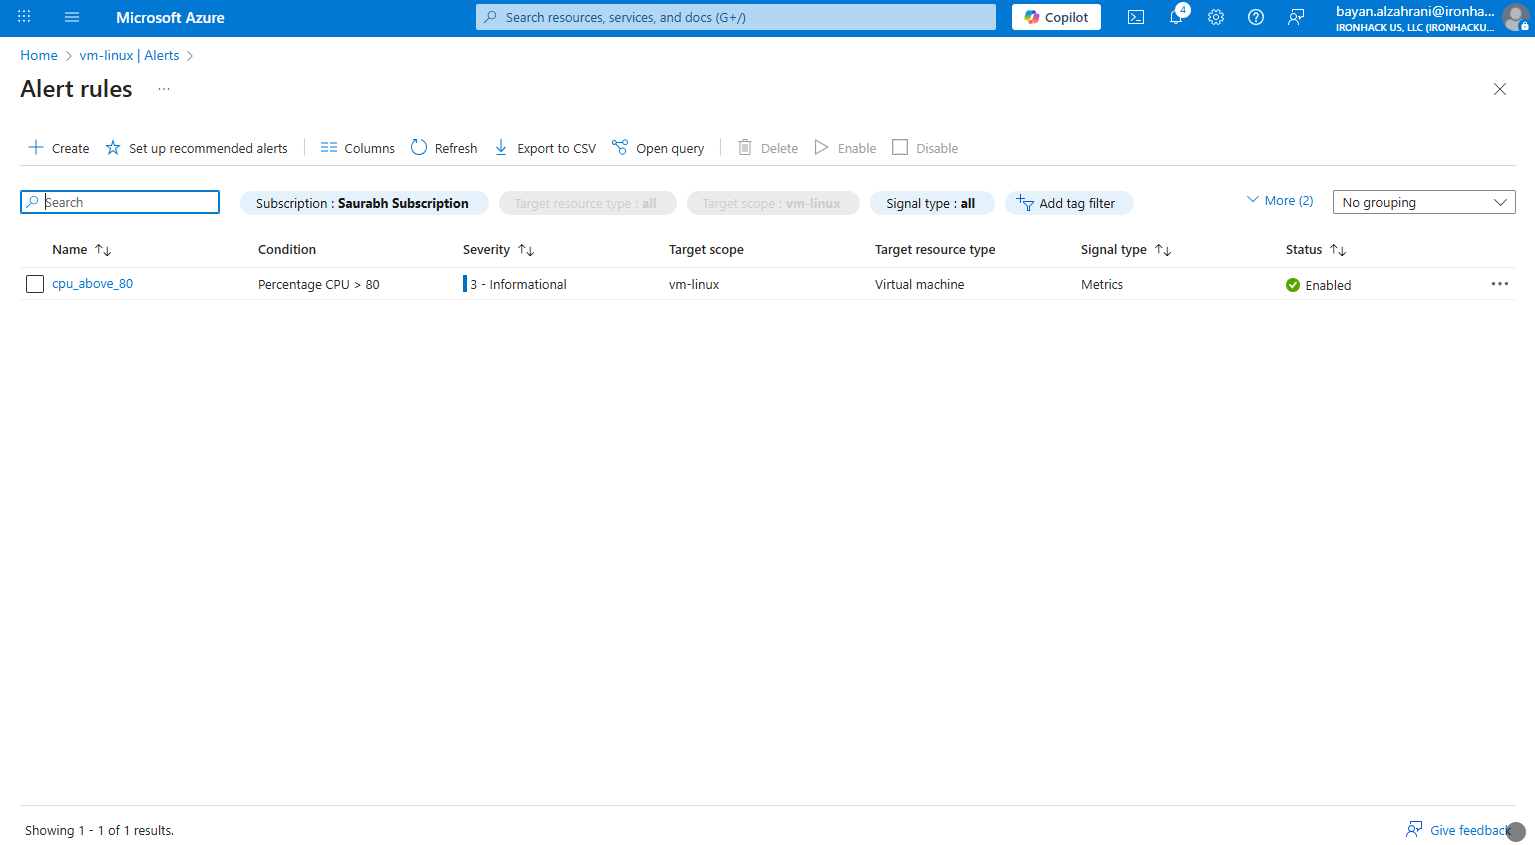 Microsoft Azure
Search resources, services, and docs (G+/)
Copilot
4
bayan.alzahrani@ironha...
IRONHACK US, LLC (IRONHACKU...
Home > vm-linux | Alerts >
Alert rules ...
Create
Set up recommended alerts
Columns
Refresh
Export to CSV
Open query
Delete
Enable
Disable
Search
Subscription : Saurabh Subscription
Target resource type : all
Target scope : vm-linux
Signal type : all
Add tag filter
More (2)
No grouping
Name Condition Severity Target scope Target resource type Signal type Status
cpu_above_80 Percentage CPU > 80 3 - Informational vm-linux Virtual machine Metrics Enabled
Showing 1 - 1 of 1 results.
Give feedback